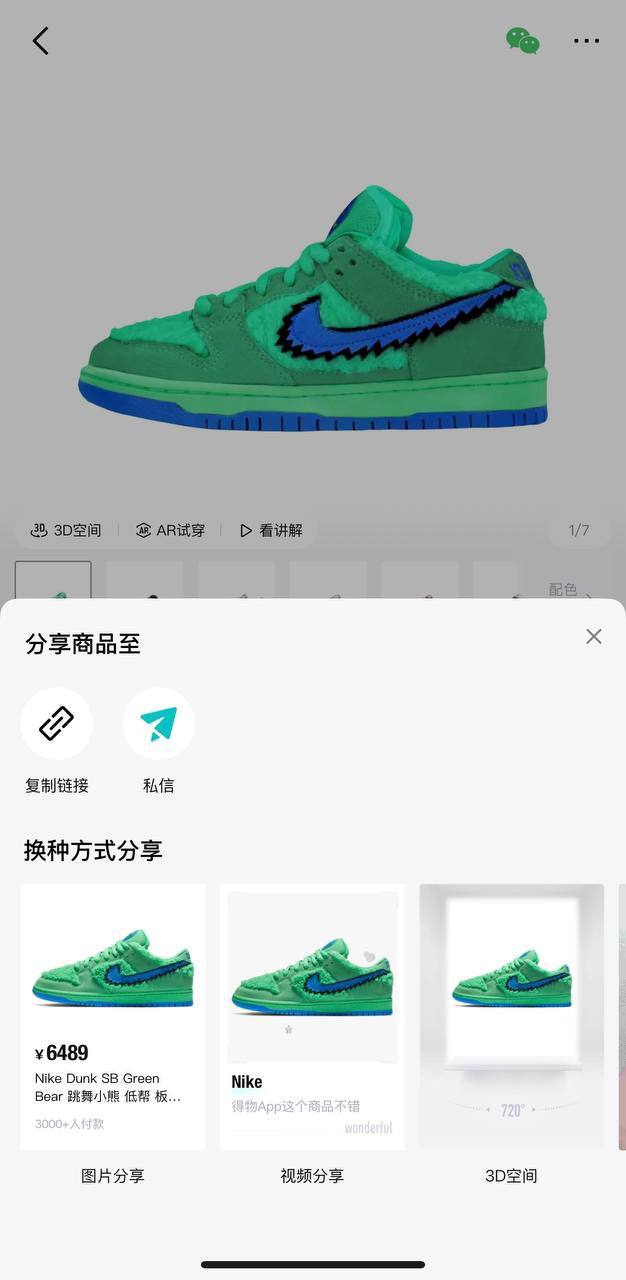 3D空间
AR试穿
看讲解
1/7
配色
分享商品至
复制链接
私信
换种方式分享
¥6489
Nike Dunk SB Green
Bear 跳舞小熊 低帮 板…
3000+人付款
图片分享
Nike
得物App这个商品不错
wonderful
视频分享
720°
3D空间